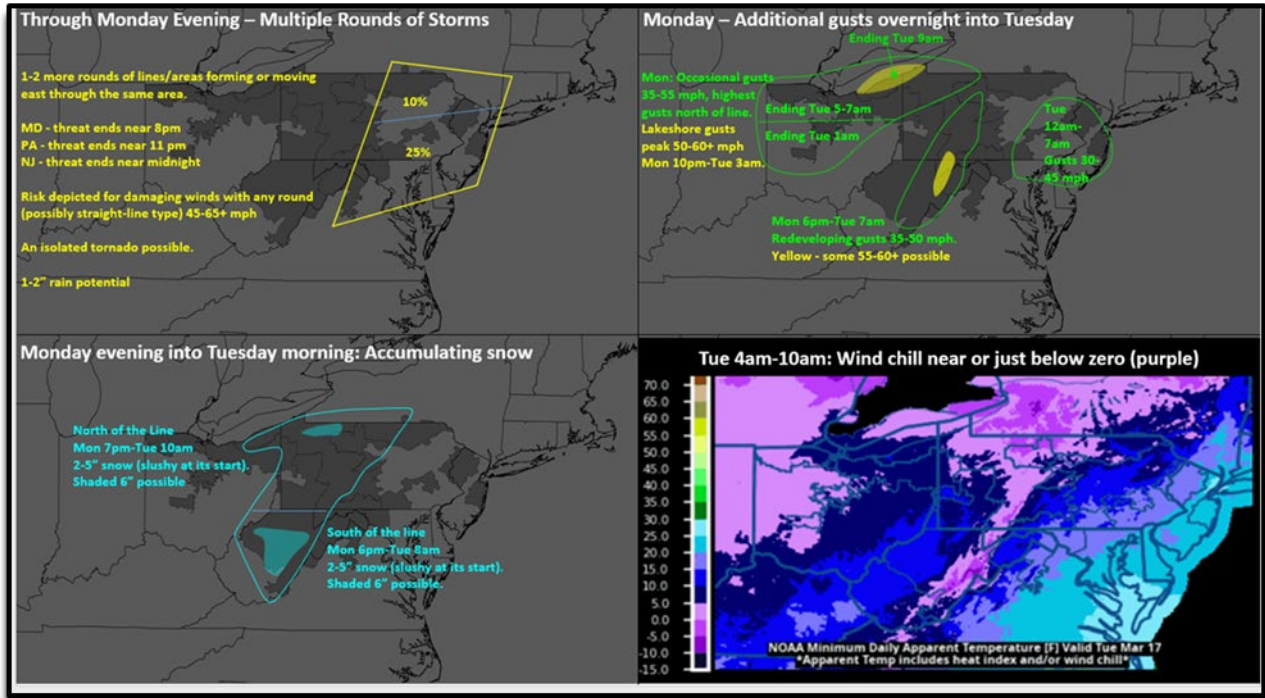 Through Monday Evening – Multiple Rounds of Storms
1-2 more rounds of lines/areas forming or moving
east through the same area.
MD - threat ends near 8pm
PA - threat ends near 11 pm
NJ - threat ends near midnight
Risk depicted for damaging winds with any round
(possibly straight-line type) 45-65+ mph
An isolated tornado possible.
1-2” rain potential
10%
25%
Monday – Additional gusts overnight into Tuesday
Ending Tue 9am
Mon: Occasional gusts
35-55 mph, highest
gusts north of line.
Lakeshore gusts
peak 50-60+ mph
Mon 10pm-Tue 3am.
Ending Tue 5-7am
Ending Tue 1am
Tue
12am-
7am
Gusts 30-
45 mph
Mon 6pm-Tue 7am
Redeveloping gusts 35-50 mph.
Yellow - some 55-60+ possible
Monday evening into Tuesday morning: Accumulating snow
North of the Line
Mon 7pm-Tue 10am
2-5” snow (slushy at its start).
Shaded 6” possible
South of the line
Mon 6pm-Tue 8am
2-5” snow (slushy at its start).
Shaded 6” possible.
Tue 4am-10am: Wind chill near or just below zero (purple)
70.0
65.0
60.0
55.0
50.0
45.0
40.0
35.0
30.0
25.0
20.0
15.0
10.0
5.0
0.0
-5.0
-10.0
-15.0
NOAA Minimum Daily Apparent Temperature [F] Valid Tue Mar 17
*Apparent Temp includes heat index and/or wind chill*